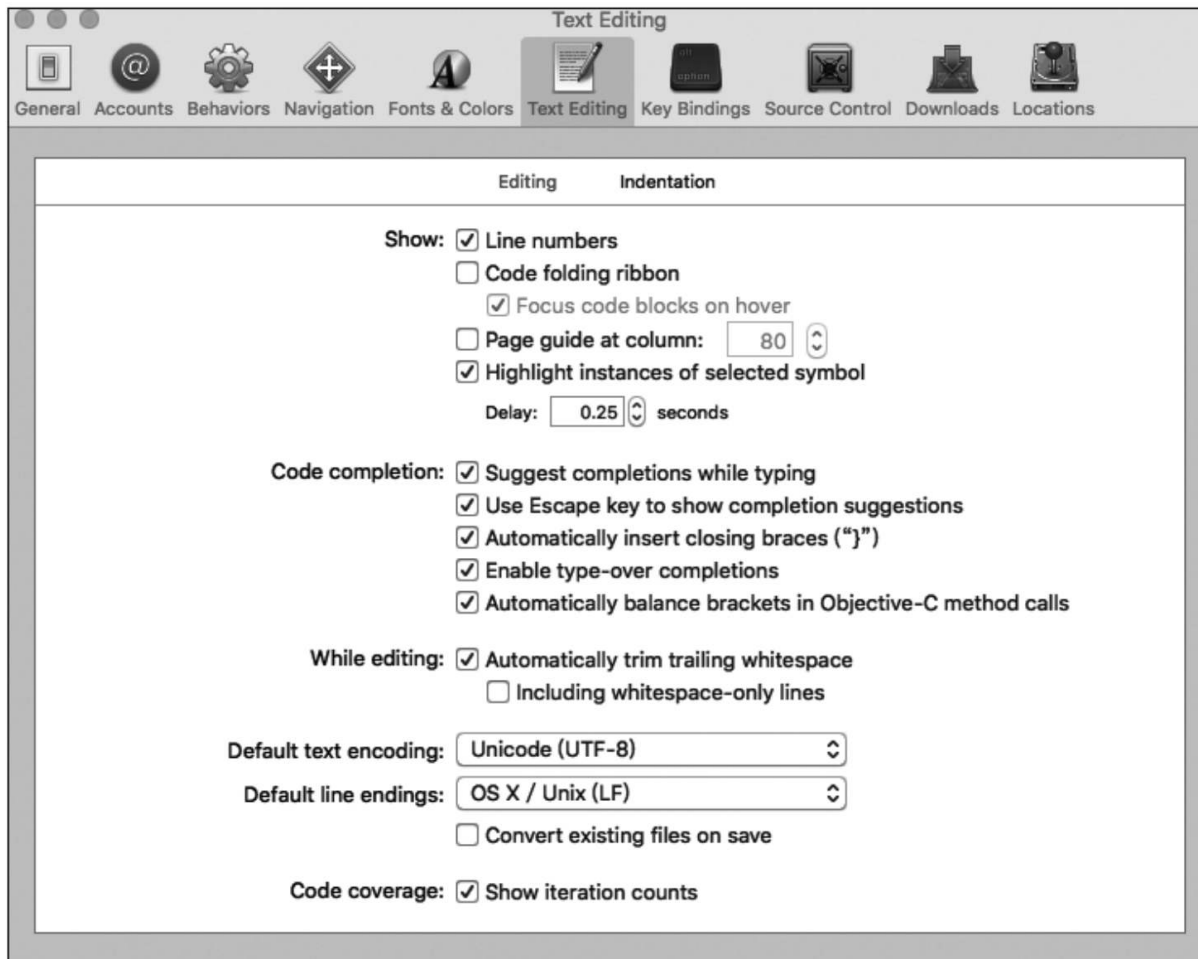 Text Editing
General Accounts Behaviors Navigation Fonts & Colors Text Editing Key Bindings Source Control Downloads Locations
Editing Indentation
Show: Line numbers
Code folding ribbon
Focus code blocks on hover
Page guide at column: 80
Highlight instances of selected symbol
Delay: 0.25 seconds
Code completion: Suggest completions while typing
Use Escape key to show completion suggestions
Automatically insert closing braces (“}”)
Enable type-over completions
Automatically balance brackets in Objective-C method calls
While editing: Automatically trim trailing whitespace
Including whitespace-only lines
Default text encoding: Unicode (UTF-8)
Default line endings: OS X / Unix (LF)
Convert existing files on save
Code coverage: Show iteration counts